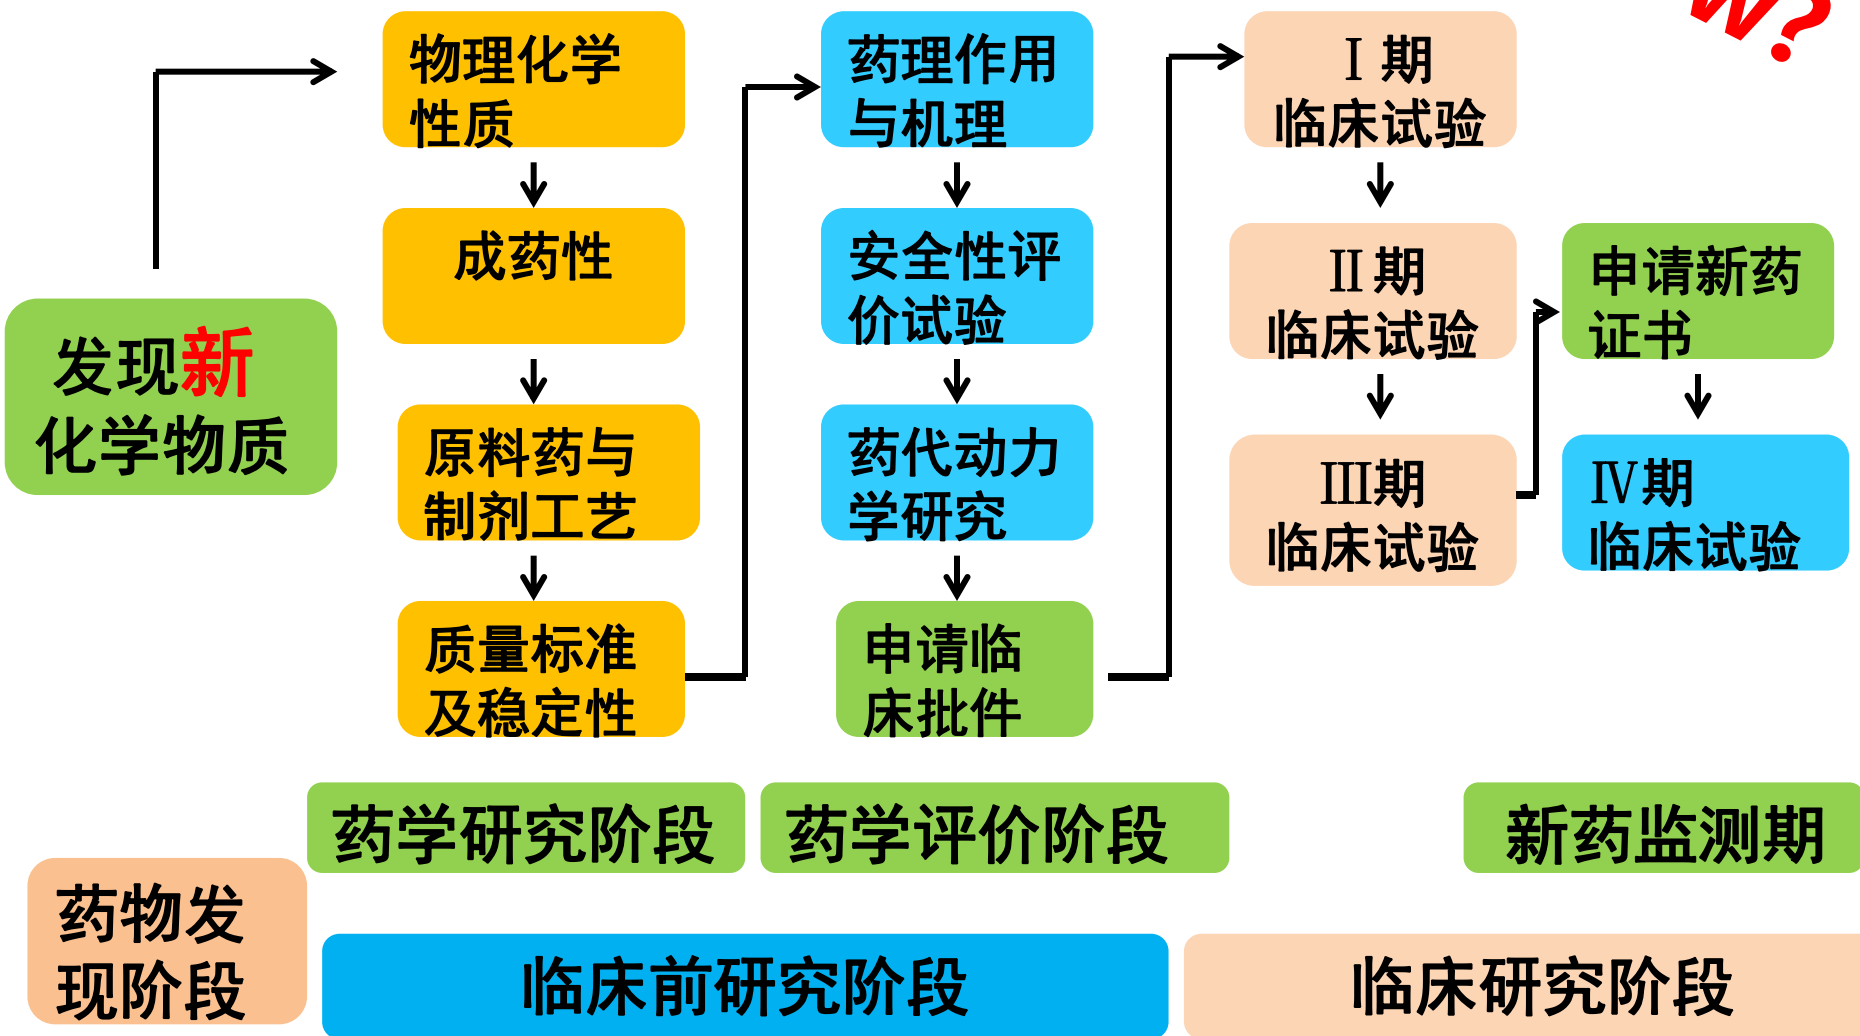 W?
发现新
化学物质
物理化学
性质
成药性
原料药与
制剂工艺
质量标准
及稳定性
药理作用
与机理
安全性评
价试验
药代动力
学研究
申请临
床批件
Ⅰ期
临床试验
Ⅱ期
临床试验
Ⅲ期
临床试验
申请新药
证书
Ⅳ期
临床试验
药学研究阶段
药学评价阶段
新药监测期
药物发
现阶段
临床前研究阶段
临床研究阶段